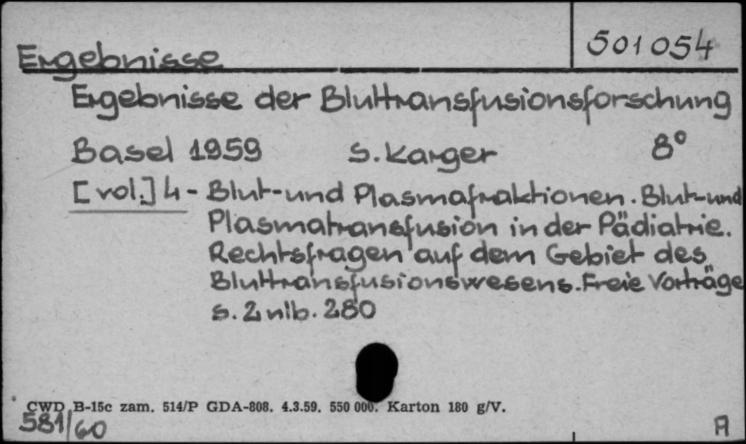 501054
Ergebnisse
Ergebnisse der Bluttransfusionsforschung
Basel 1959 S. Karger 8°
[vol.] 4 - Blut- und Plasmafraktionen. Blut- und
Plasmatransfusion in der Pädiatrie.
Rechtsfragen auf dem Gebiet des
Bluttransfusionswesens. Freie Vorträge
s. 2 nlb. 280
CWD B-15c zam. 514/P GDA-808. 4.3.59. 550 000. Karton 180 g/V.
581/60
A